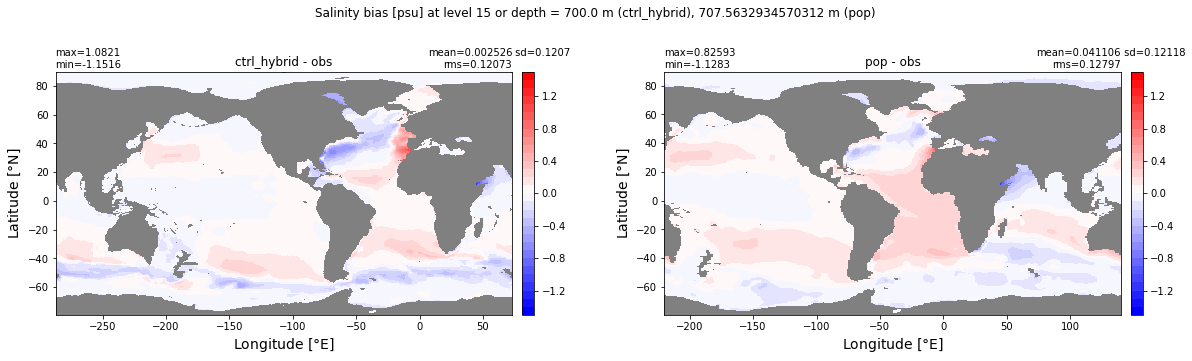 Salinity bias [psu] at level 15 or depth = 700.0 m (ctrl_hybrid), 707.5632934570312 m (pop)
max=1.0821
min=-1.1516
ctrl_hybrid - obs
mean=0.002526 sd=0.1207
rms=0.12073
80
60
40
20
0
−20
−40
−60
Latitude [°N]
−250
−200
−150
−100
−50
0
50
Longitude [°E]
1.2
0.8
0.4
0.0
−0.4
−0.8
−1.2
max=0.82593
min=-1.1283
pop - obs
mean=0.041106 sd=0.12118
rms=0.12797
80
60
40
20
0
−20
−40
−60
Latitude [°N]
−200
−150
−100
−50
0
50
100
Longitude [°E]
1.2
0.8
0.4
0.0
−0.4
−0.8
−1.2